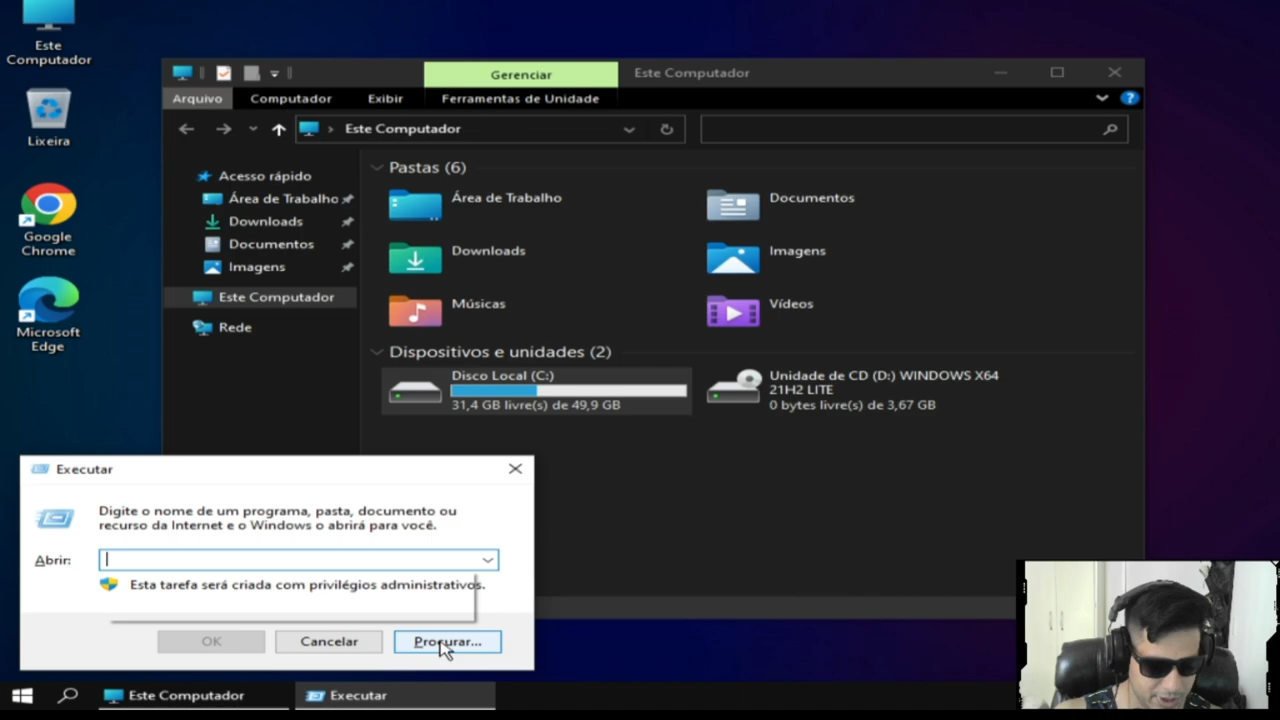 Este
Computador
Lixeira
Google
Chrome
Microsoft
Edge
Gerenciar
Este Computador
Arquivo
Computador
Exibir
Ferramentas de Unidade
?
Este Computador
Acesso rápido
Área de Trabalho
Downloads
Documentos
Imagens
Este Computador
Rede
Pastas (6)
Área de Trabalho
Documentos
Downloads
Imagens
Músicas
Vídeos
Dispositivos e unidades (2)
Disco Local (C:)
31,4 GB livre(s) de 49,9 GB
Unidade de CD (D:) WINDOWS X64
21H2 LITE
0 bytes livre(s) de 3,67 GB
Executar
Digite o nome de um programa, pasta, documento ou
recurso da Internet e o Windows o abrirá para você.
Abrir:
Esta tarefa será criada com privilégios administrativos.
OK
Cancelar
Procurar...
Este Computador
Executar